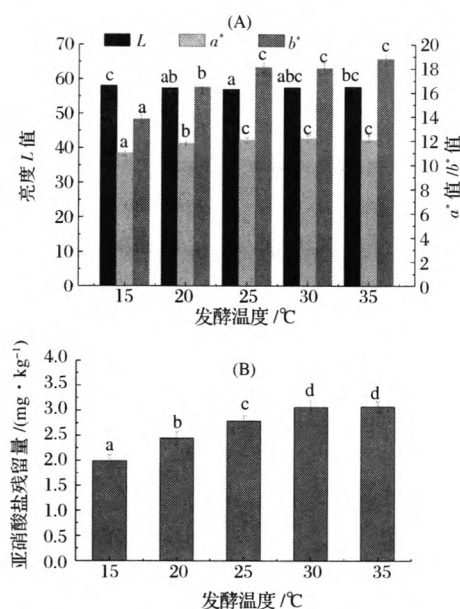 (A)
L a* b*
70
60
50
40
30
20
10
0
亮度 L 值
20
18
16
14
12
10
8
6
4
2
0
a*值/b*值
c a a
ab b b
a c c
abc c c
bc c c
15 20 25 30 35
发酵温度/℃
(B)
4.0
3.5
3.0
2.5
2.0
1.5
1.0
0.5
0.0
亚硝酸盐残留量/(mg·kg⁻¹)
a b c d d
15 20 25 30 35
发酵温度/℃